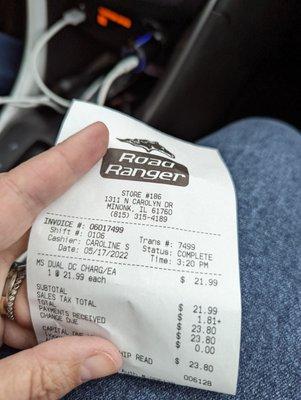 Road
Ranger
STORE #186
1311 N CAROLYN DR
MINONK, IL 61760
(815) 315-4189
INVOICE #: 06017499
Shift #: 0106 Trans #: 7499
Cashier: CAROLINE S Status: COMPLETE
Date: 05/17/2022 Time: 3:20 PM
MS DUAL DC CHARG/EA
1 @ 21.99 each $ 21.99
SUBTOTAL $ 21.99
SALES TAX TOTAL $ 1.81+
TOTAL $ 23.80
PAYMENTS RECEIVED $ 23.80
CHANGE DUE $ 0.00
CAPITAL
CHIP READ $ 23.80
006128